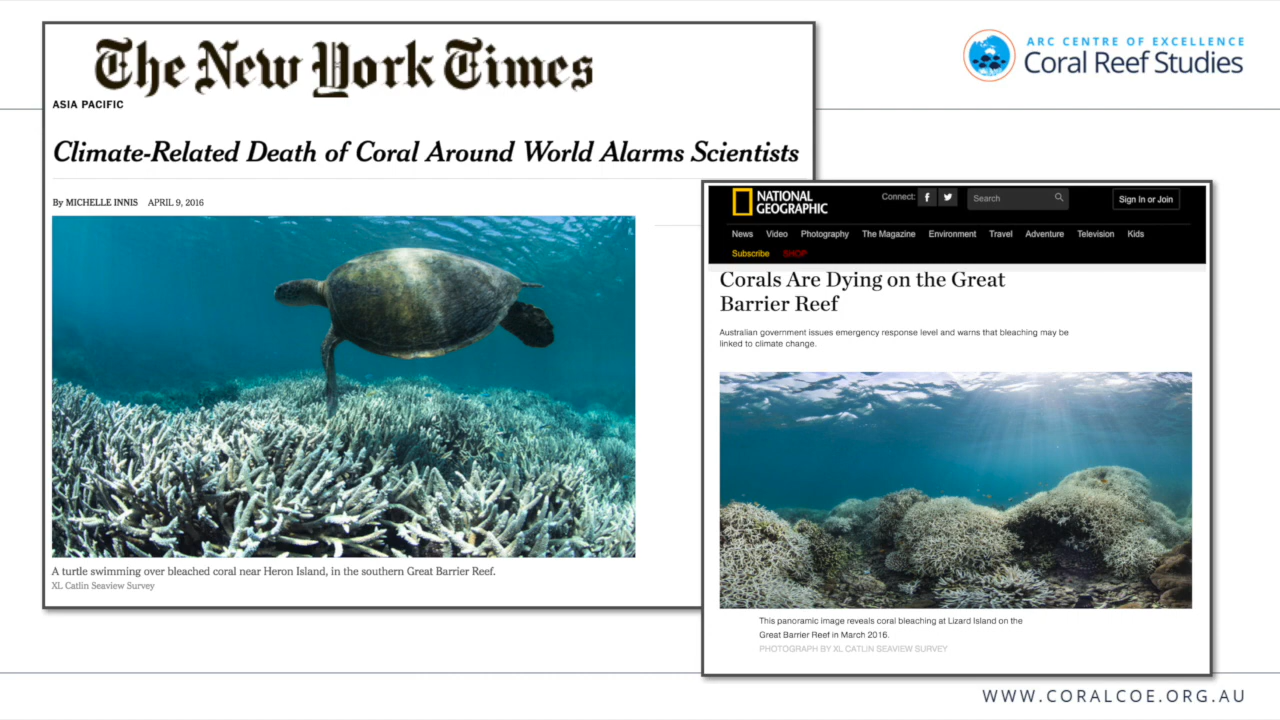 The New York Times
ASIA PACIFIC
Climate-Related Death of Coral Around World Alarms Scientists
By MICHELLE INNIS APRIL 9, 2016
A turtle swimming over bleached coral near Heron Island, in the southern Great Barrier Reef.
XL Catlin Seaview Survey
ARC CENTRE OF EXCELLENCE
Coral Reef Studies
NATIONAL
GEOGRAPHIC
Connect:
Search
Sign In or Join
News Video Photography The Magazine Environment Travel Adventure Television Kids
Subscribe SHOP
Corals Are Dying on the Great
Barrier Reef
Australian government issues emergency response level and warns that bleaching may be
linked to climate change.
This panoramic image reveals coral bleaching at Lizard Island on the
Great Barrier Reef in March 2016.
PHOTOGRAPH BY XL CATLIN SEAVIEW SURVEY
WWW.CORALCOE.ORG.AU